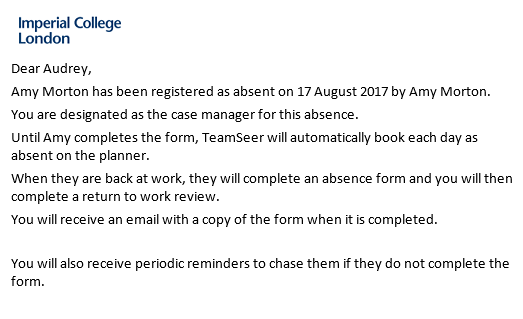 Imperial College
London
Dear Audrey,
Amy Morton has been registered as absent on 17 August 2017 by Amy Morton.
You are designated as the case manager for this absence.
Until Amy completes the form, TeamSeer will automatically book each day as
absent on the planner.
When they are back at work, they will complete an absence form and you will then
complete a return to work review.
You will receive an email with a copy of the form when it is completed.
You will also receive periodic reminders to chase them if they do not complete the
form.